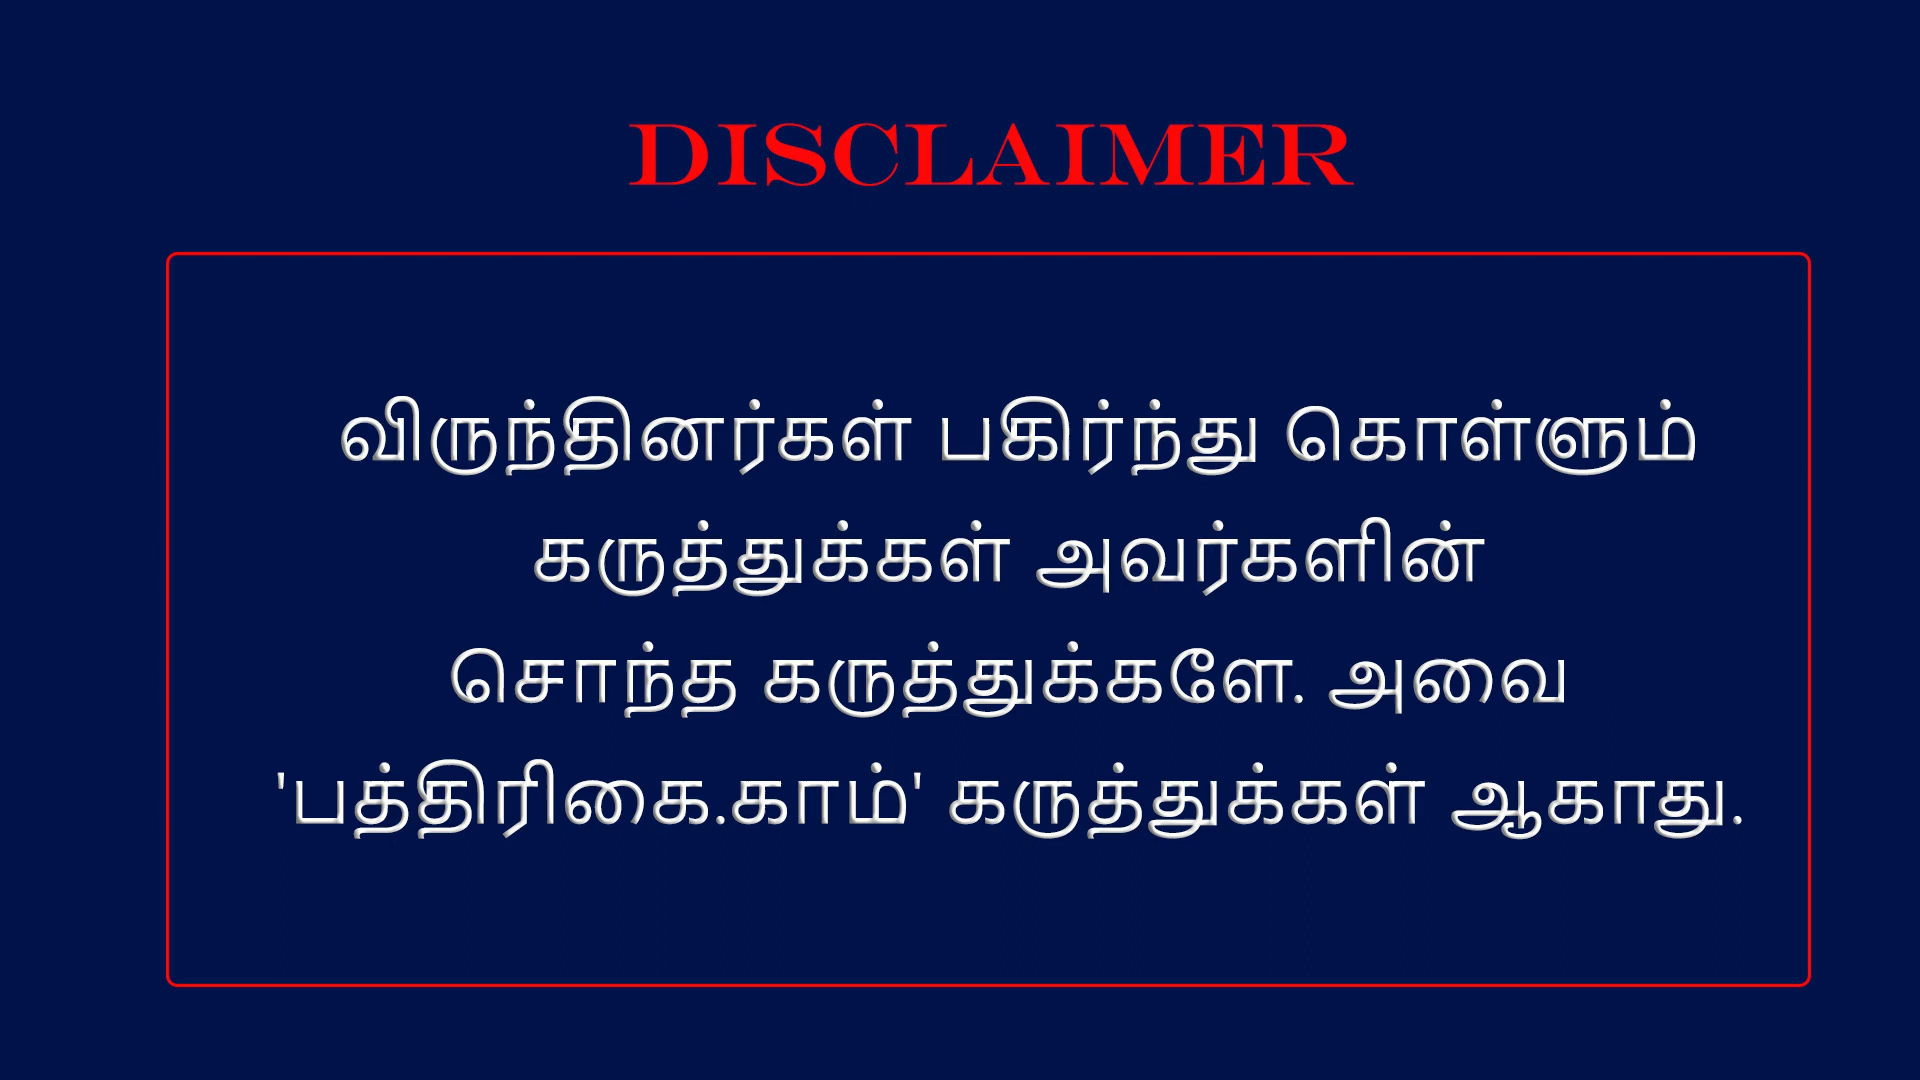 DISCLAIMER
விருந்தினர்கள் பகிர்ந்து கொள்ளும்
கருத்துக்கள் அவர்களின்
சொந்த கருத்துக்களே. அவை
'பத்திரிகை.காம்' கருத்துக்கள் ஆகாது.